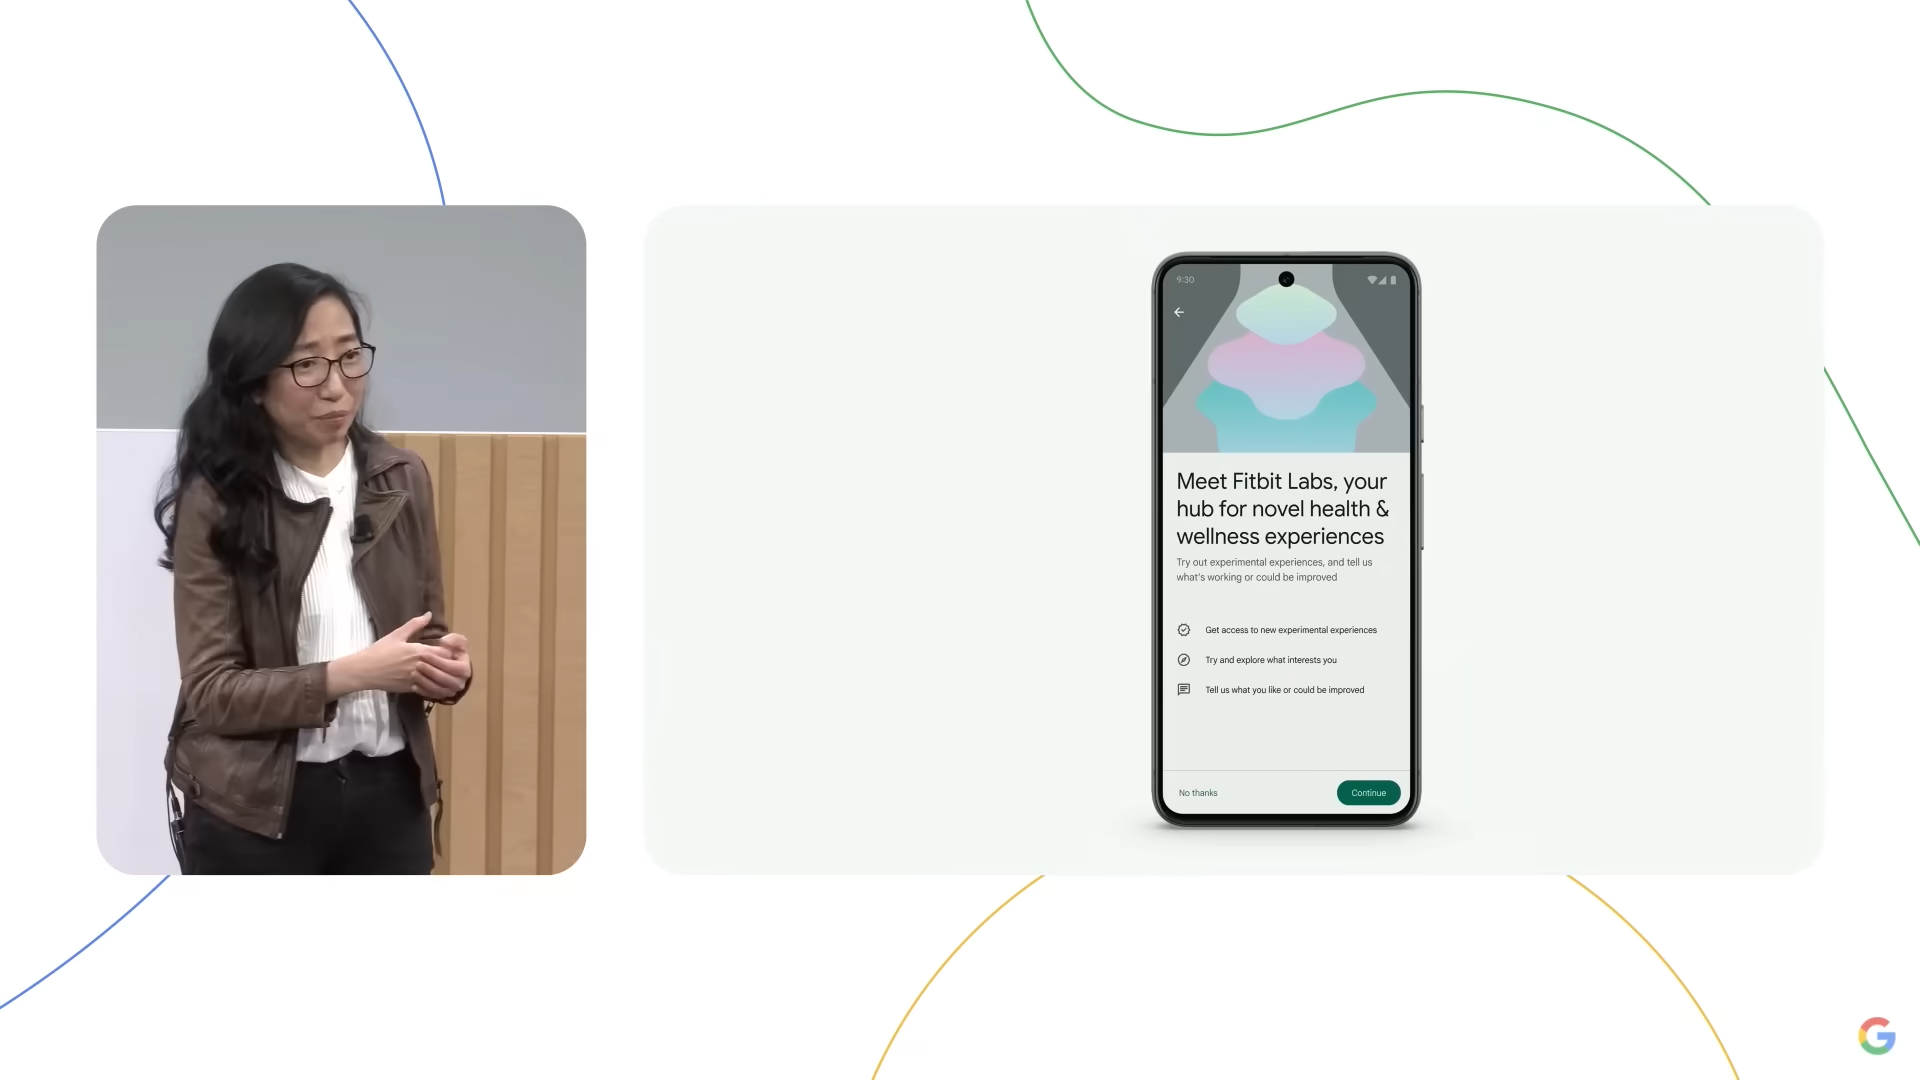 9:30
Meet Fitbit Labs, your
hub for novel health &
wellness experiences
Try out experimental experiences, and tell us
what's working or could be improved
Get access to new experimental experiences
Try and explore what interests you
Tell us what you like or could be improved
No thanks
Continue